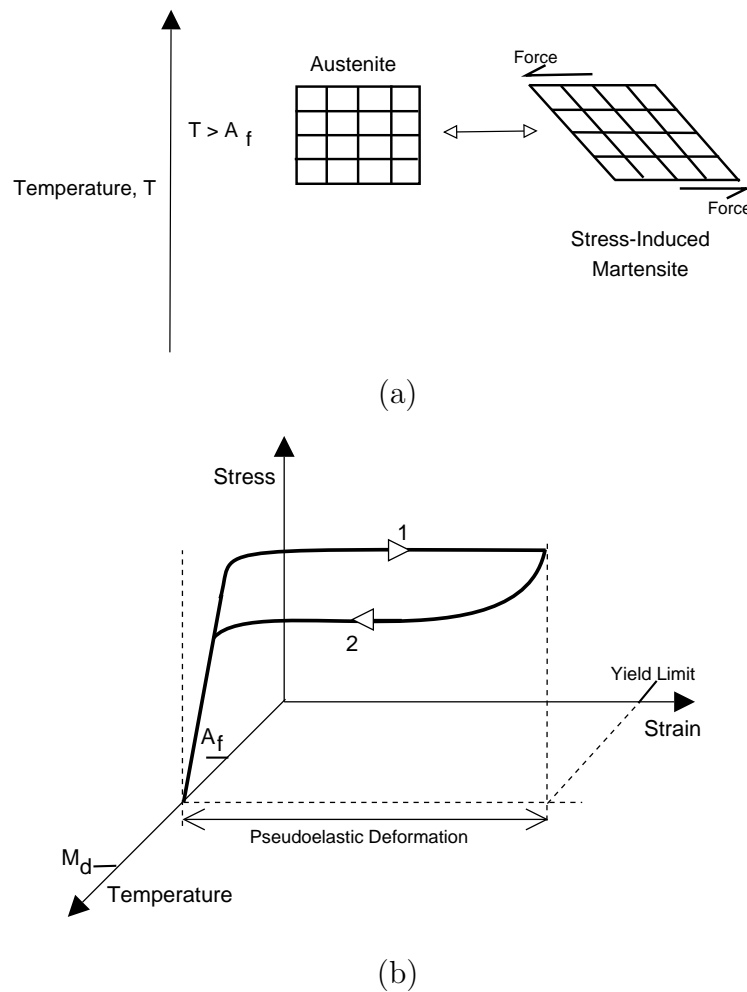 Force
Austenite
T > A f
Temperature, T
Force
Stress-Induced
Martensite
(a)
Stress
1
2
Yield Limit
Strain
A f
Pseudoelastic Deformation
M d
Temperature
(b)